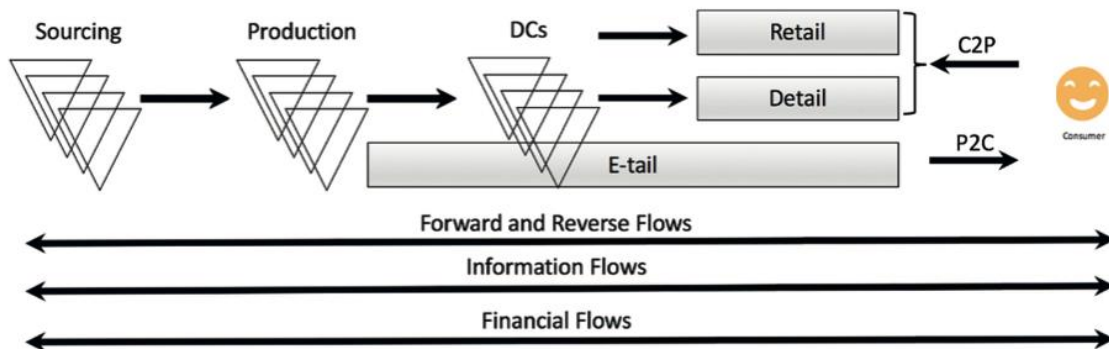 Sourcing
Production
DCs
Retail
Detail
E-tail
C2P
P2C
Consumer
Forward and Reverse Flows
Information Flows
Financial Flows